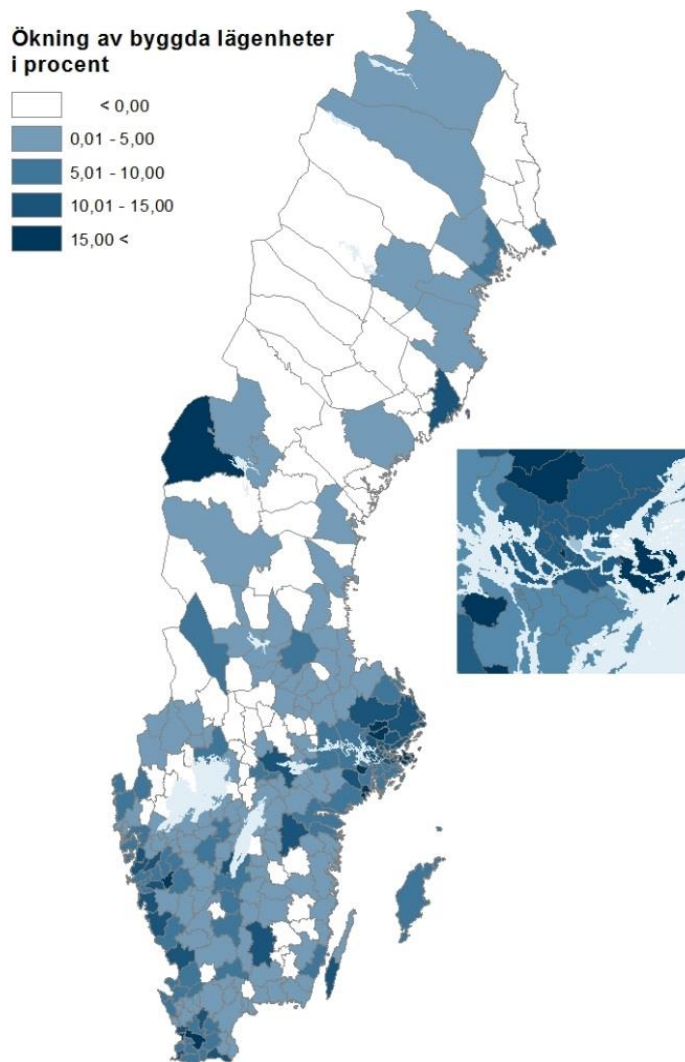 Ökning av byggda lägenheter
i procent
< 0,00
0,01 - 5,00
5,01 - 10,00
10,01 - 15,00
15,00 <